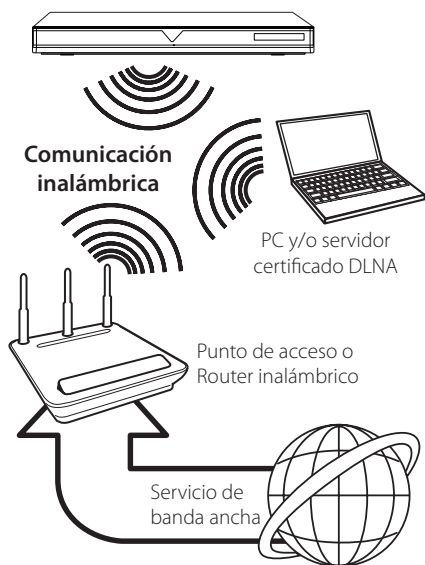 Comunicación
inalámbrica
PC y/o servidor
certificado DLNA
Punto de acceso o
Router inalámbrico
Servicio de
banda ancha